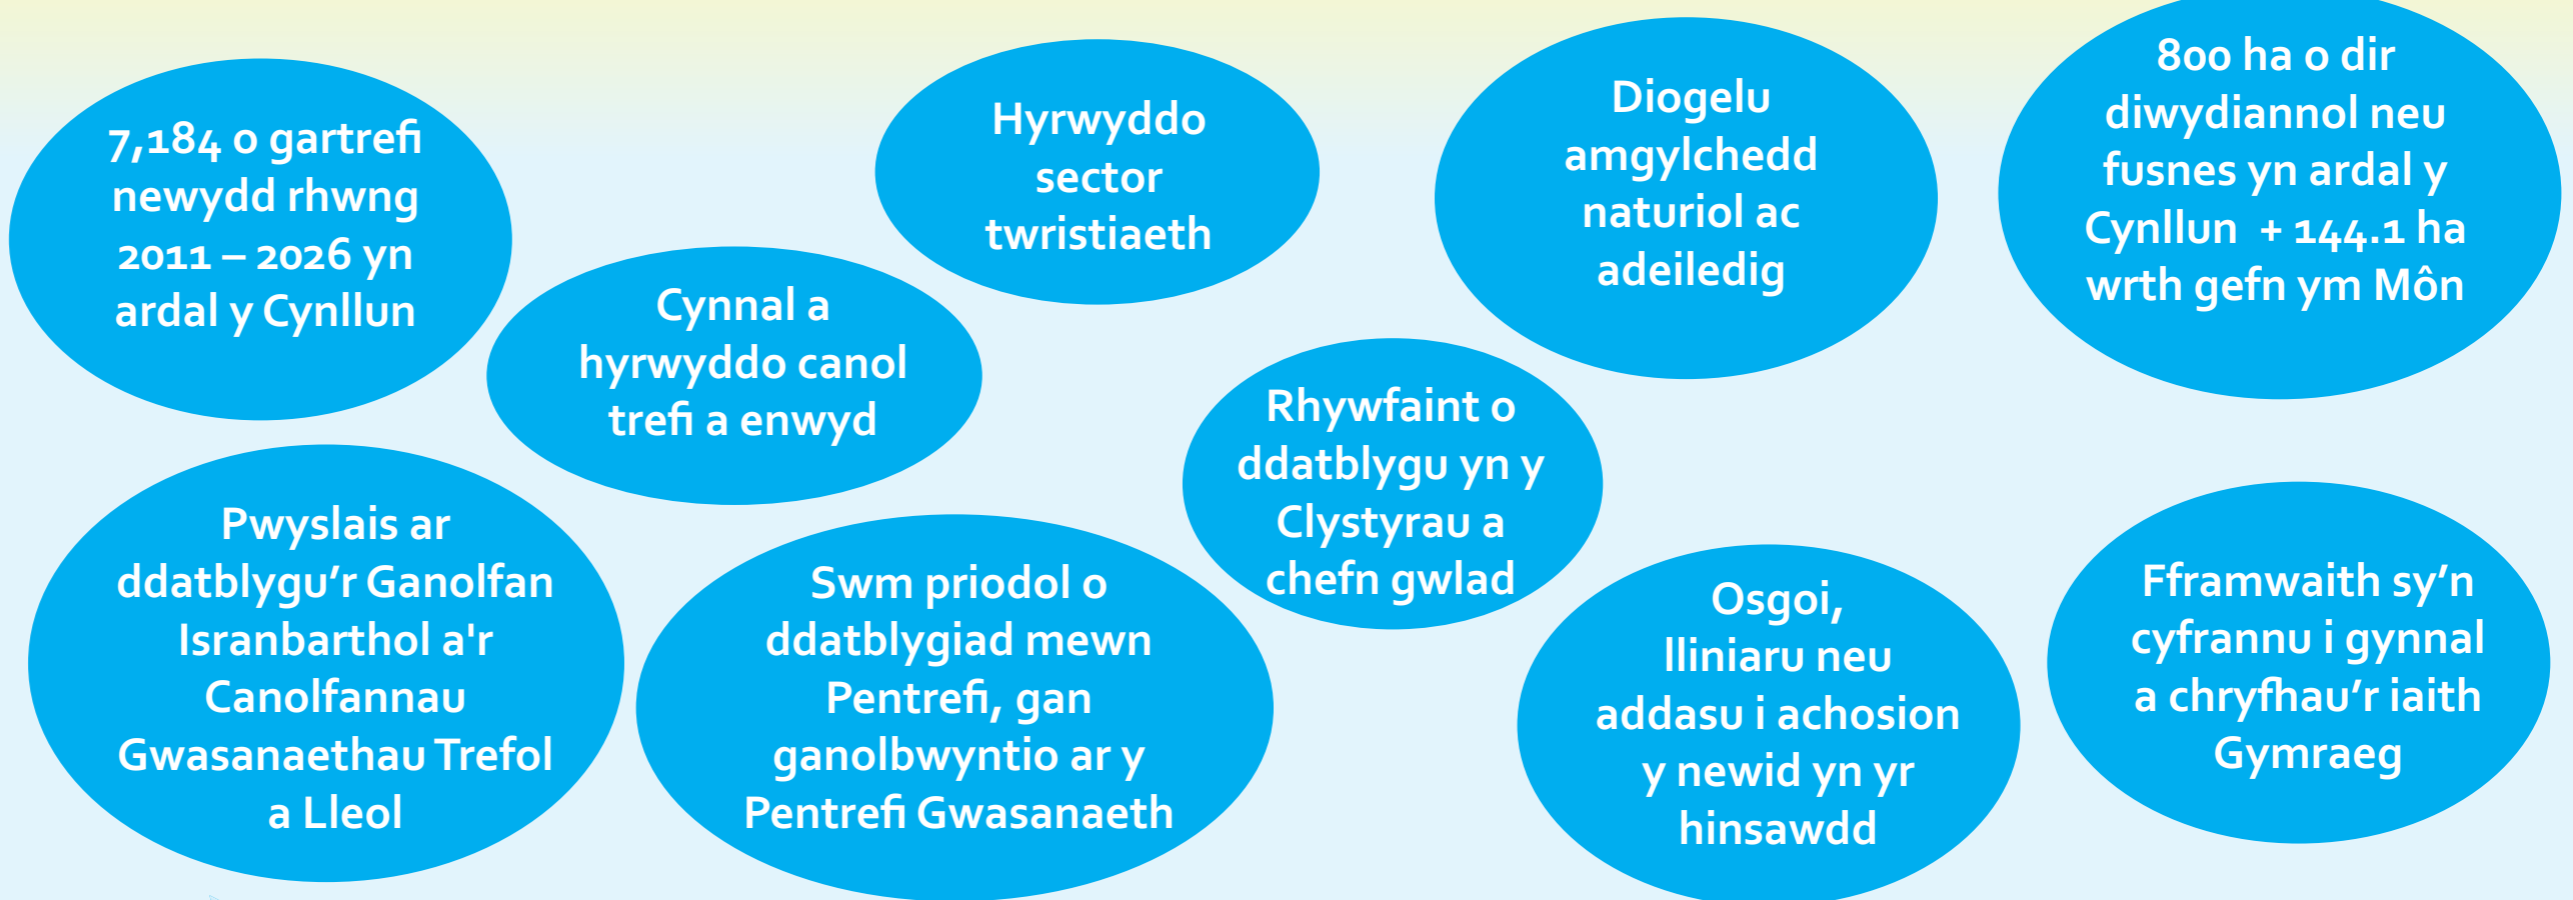 7,184 o gartrefi
newydd rhwng
2011 – 2026 yn
ardal y Cynllun
Hyrwyddo
sector
twristiaeth
Diogelu
amgylchedd
naturiol ac
adeiledig
800 ha o dir
diwydiannol neu
fusnes yn ardal y
Cynllun + 144.1 ha
wrth gefn ym Môn
Cynnal a
hyrwyddo canol
trefi a enwyd
Rhywfaint o
ddatblygu yn y
Clystyrau a
chefn gwlad
Pwyslais ar
ddatblygu’r Ganolfan
Isranbarthol a'r
Canolfannau
Gwasanaethau Trefol
a Lleol
Swm priodol o
ddatblygiad mewn
Pentrefi, gan
ganolbwyntio ar y
Pentrefi Gwasanaeth
Osgoi,
lliniaru neu
addasu i achosion
y newid yn yr
hinsawdd
Fframwaith sy’n
cyfrannu i gynnal
a chryfhau’r iaith
Gymraeg